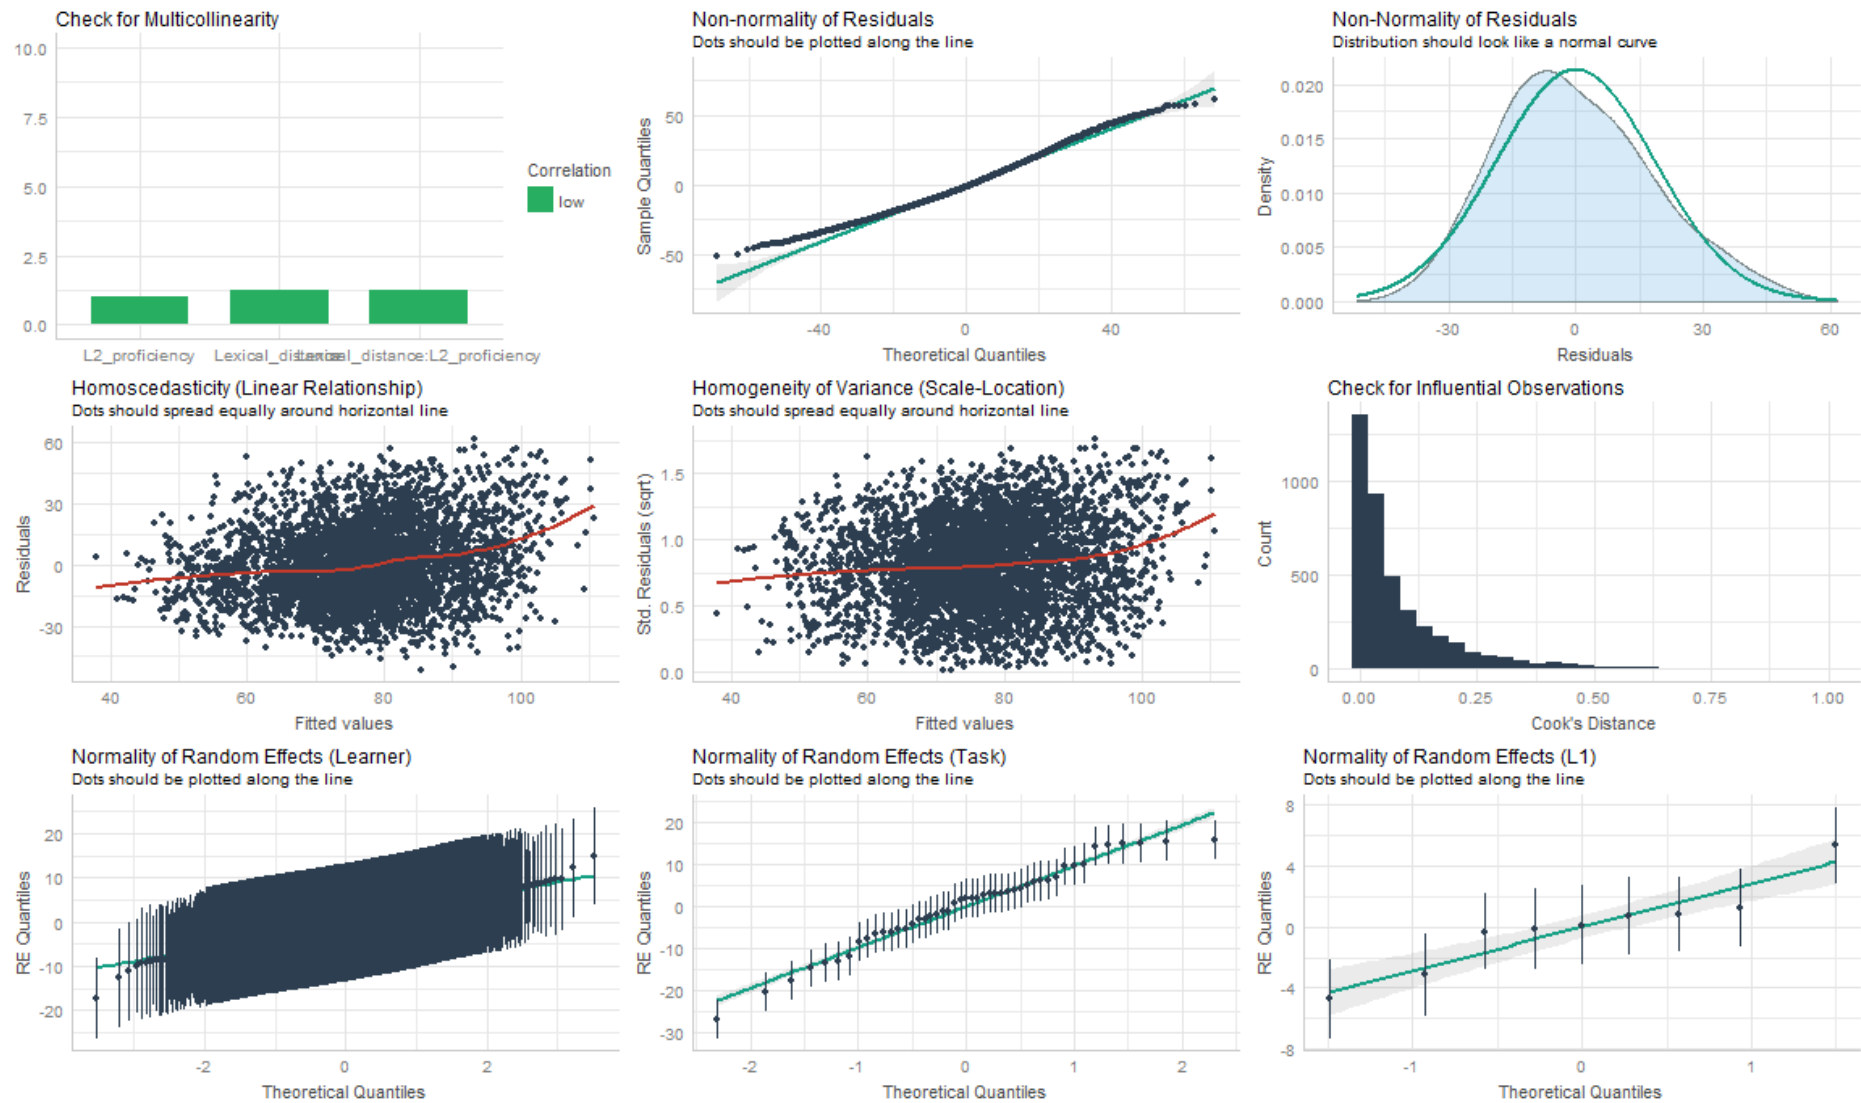 Check for Multicollinearity
10.0
7.5
5.0
2.5
0.0
L2_proficiency
Lexical_distance
Lexical_distance:L2_proficiency
Correlation
low
Non-normality of Residuals
Dots should be plotted along the line
Sample Quantiles
50
0
-50
-40
0
40
Theoretical Quantiles
Non-Normality of Residuals
Distribution should look like a normal curve
Density
0.020
0.015
0.010
0.005
0.000
-30
0
30
60
Residuals
Homoscedasticity (Linear Relationship)
Dots should spread equally around horizontal line
Residuals
60
30
0
-30
40
60
80
100
Fitted values
Homogeneity of Variance (Scale-Location)
Dots should spread equally around horizontal line
Std. Residuals (sqrt)
1.5
1.0
0.5
0.0
40
60
80
100
Fitted values
Check for Influential Observations
Count
1000
500
0
0.00
0.25
0.50
0.75
1.00
Cook's Distance
Normality of Random Effects (Learner)
Dots should be plotted along the line
RE Quantiles
20
10
0
-10
-20
-2
0
2
Theoretical Quantiles
Normality of Random Effects (Task)
Dots should be plotted along the line
RE Quantiles
20
10
0
-10
-20
-30
-2
-1
0
1
2
Theoretical Quantiles
Normality of Random Effects (L1)
Dots should be plotted along the line
RE Quantiles
8
4
0
-4
-8
-1
0
1
Theoretical Quantiles